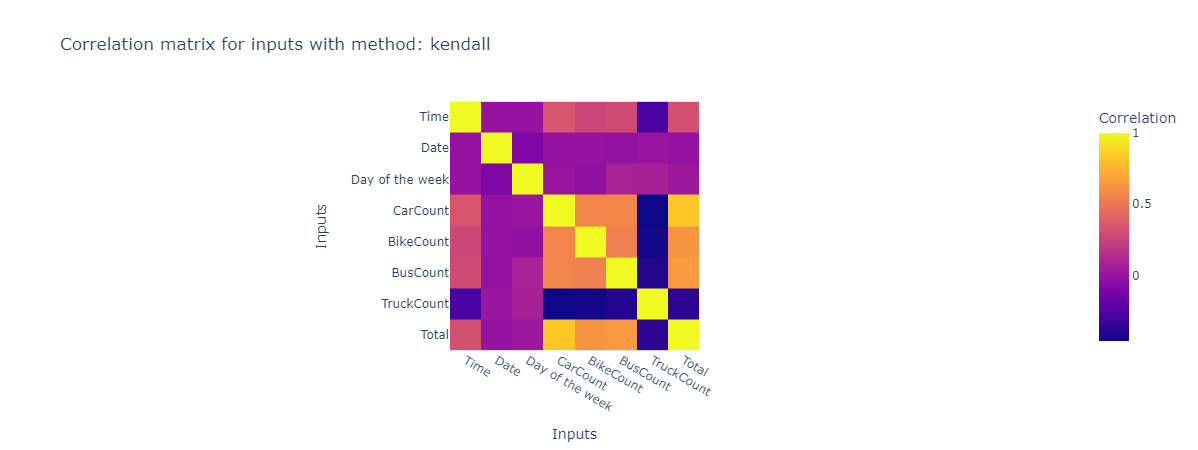 Correlation matrix for inputs with method: kendall
Time
Date
Day of the week
CarCount
BikeCount
BusCount
TruckCount
Total
Inputs
Time
Date
Day of the week
CarCount
BikeCount
BusCount
TruckCount
Total
Inputs
Correlation
1
0.5
0